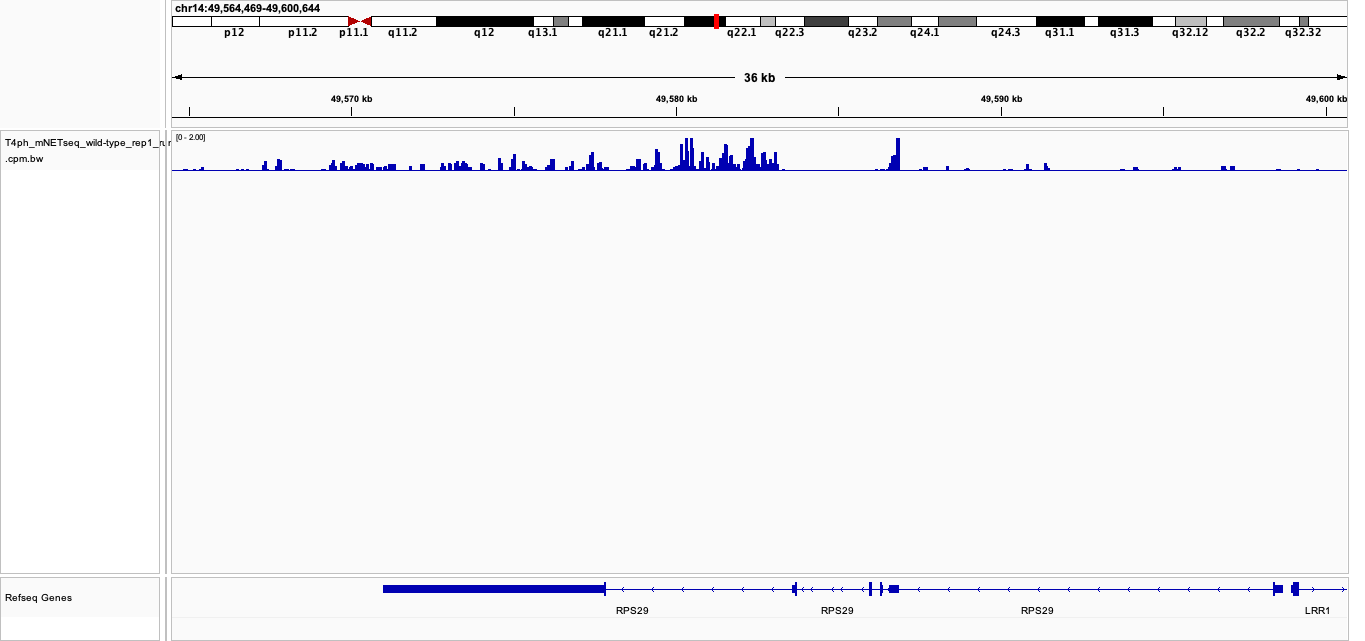 chr14:49,564,469-49,600,644
p12 p11.2 p11.1 q11.2 q12 q13.1 q21.1 q21.2 q22.1 q22.3 q23.2 q24.1 q24.3 q31.1 q31.3 q32.12 q32.2 q32.32
36 kb
49,570 kb 49,580 kb 49,590 kb 49,600 kb
[0 - 2.00]
T4ph_mNETseq_wild-type_rep1_
.cpm.bw
Refseq Genes
RPS29 RPS29 RPS29 LRR1